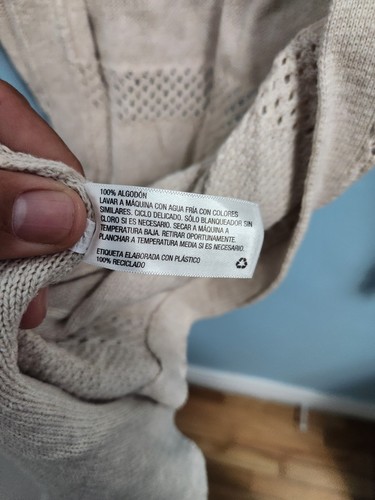 100% ALGODÓN
LAVAR A MÁQUINA CON AGUA FRÍA CON COLORES
SIMILARES. CICLO DELICADO. SÓLO BLANQUEADOR SIN
CLORO SI ES NECESARIO. SECAR A MÁQUINA A
TEMPERATURA BAJA. RETIRAR OPORTUNAMENTE.
PLANCHAR A TEMPERATURA MEDIA SI ES NECESARIO.
ETIQUETA ELABORADA CON PLÁSTICO
100% RECICLADO